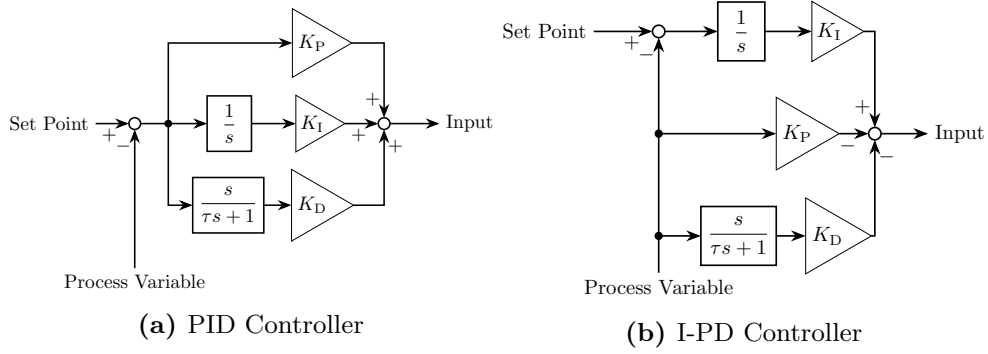 K_P
+
Set Point
+
−
1/s
K_I
+
+
Input
s/(τs + 1)
K_D
Process Variable
(a) PID Controller
Set Point
+
−
1/s
K_I
+
K_P
−
−
Input
s/(τs + 1)
K_D
Process Variable
(b) I-PD Controller